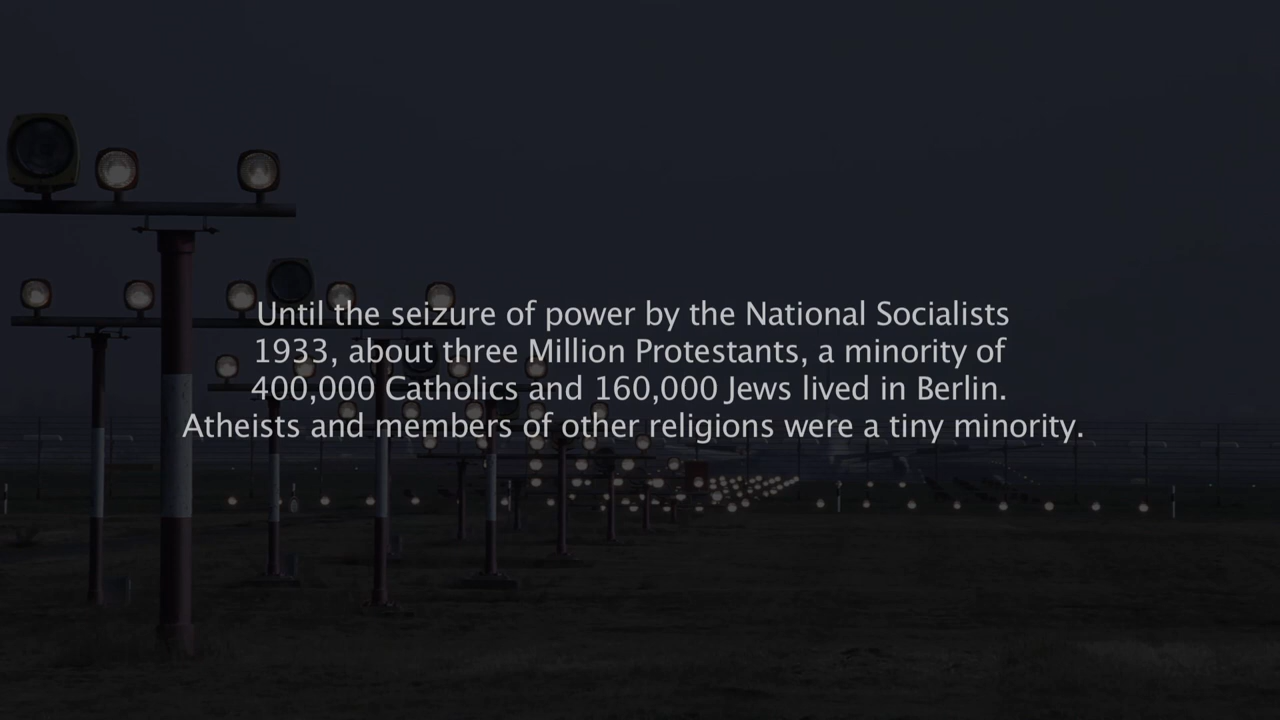 Until the seizure of power by the National Socialists
1933, about three Million Protestants, a minority of
400,000 Catholics and 160,000 Jews lived in Berlin.
Atheists and members of other religions were a tiny minority.